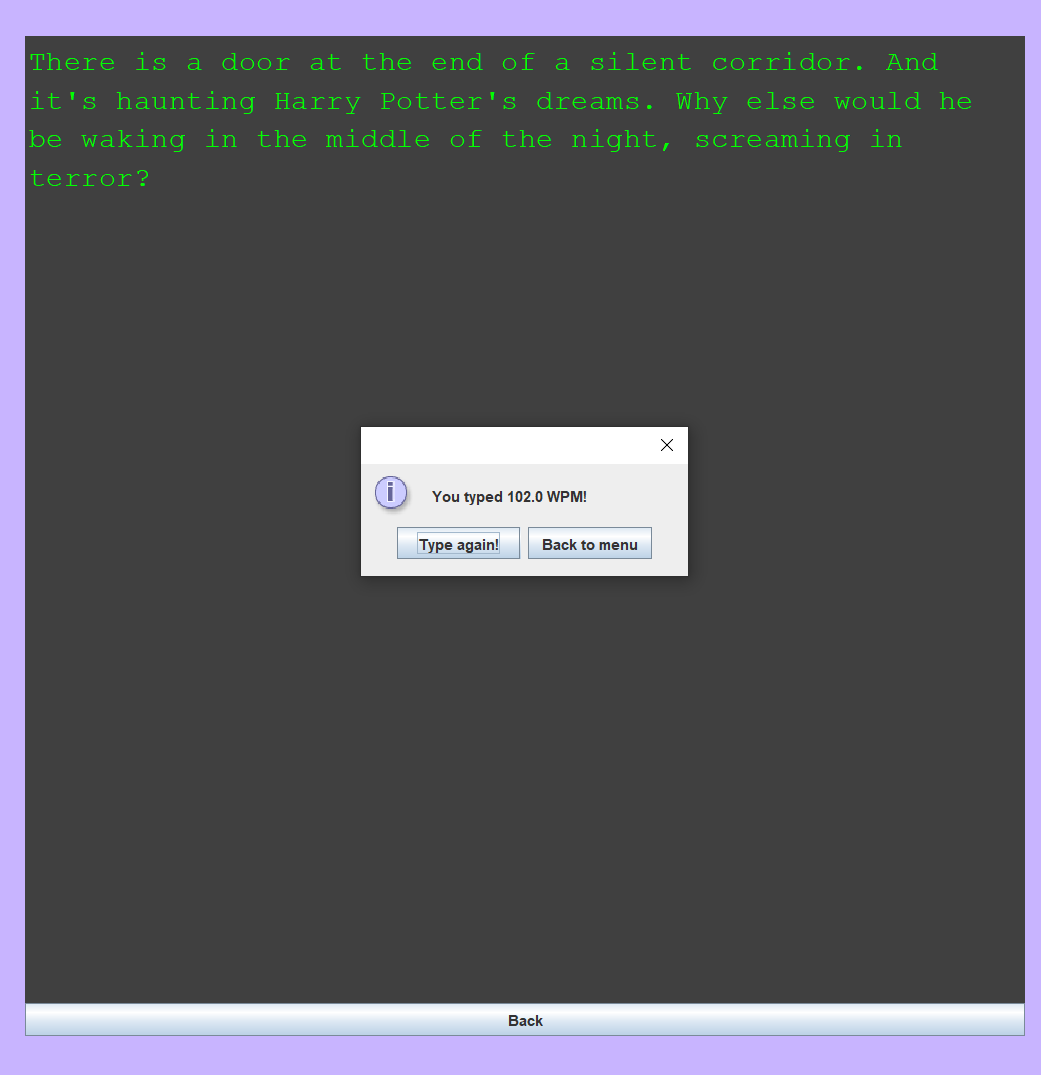 There is a door at the end of a silent corridor. And
it's haunting Harry Potter's dreams. Why else would he
be waking in the middle of the night, screaming in
terror?
i
You typed 102.0 WPM!
Type again! Back to menu
Back